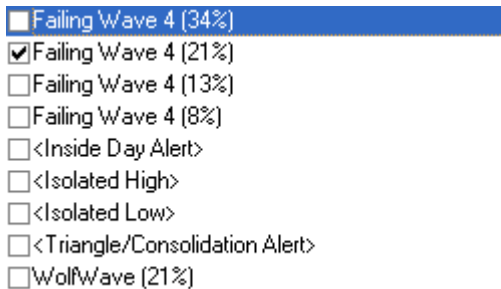 Failing Wave 4 (34%)
Failing Wave 4 (21%)
Failing Wave 4 (13%)
Failing Wave 4 (8%)
<Inside Day Alert>
<Isolated High>
<Isolated Low>
<Triangle/Consolidation Alert>
WolfWave (21%)